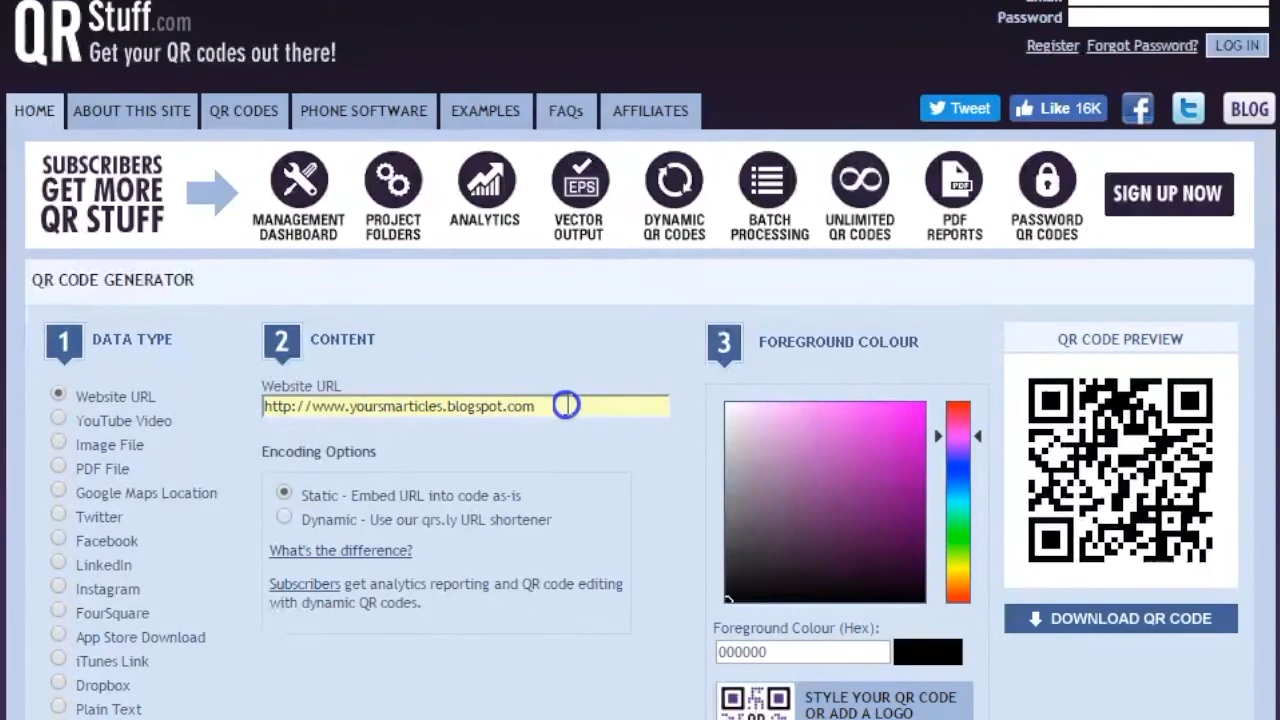 QR Stuff.com
Get your QR codes out there!
Password
Register Forgot Password? LOG IN
HOME ABOUT THIS SITE QR CODES PHONE SOFTWARE EXAMPLES FAQs AFFILIATES
Tweet Like 16K f t BLOG
SUBSCRIBERS
GET MORE
QR STUFF
EPS
PDF
MANAGEMENT
DASHBOARD
PROJECT
FOLDERS
ANALYTICS
VECTOR
OUTPUT
DYNAMIC
QR CODES
BATCH
PROCESSING
UNLIMITED
QR CODES
PDF
REPORTS
PASSWORD
QR CODES
SIGN UP NOW
QR CODE GENERATOR
1 DATA TYPE
Website URL
YouTube Video
Image File
PDF File
Google Maps Location
Twitter
Facebook
LinkedIn
Instagram
FourSquare
App Store Download
iTunes Link
Dropbox
Plain Text
2 CONTENT
Website URL
http://www.yoursmarticles.blogspot.com
Encoding Options
Static - Embed URL into code as-is
Dynamic - Use our qrs.ly URL shortener
What's the difference?
Subscribers get analytics reporting and QR code editing
with dynamic QR codes.
3 FOREGROUND COLOUR
Foreground Colour (Hex):
000000
STYLE YOUR QR CODE
OR ADD A LOGO
QR CODE PREVIEW
DOWNLOAD QR CODE